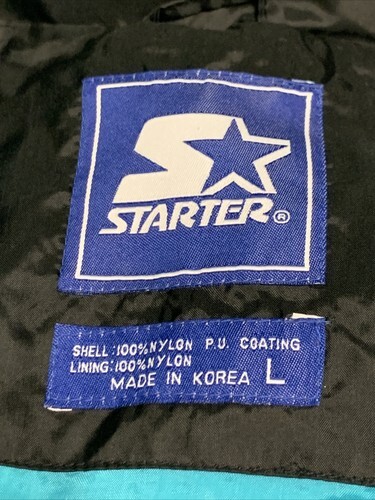 STARTER®
SHELL:100%NYLON P.U. COATING
LINING:100%NYLON
MADE IN KOREA L